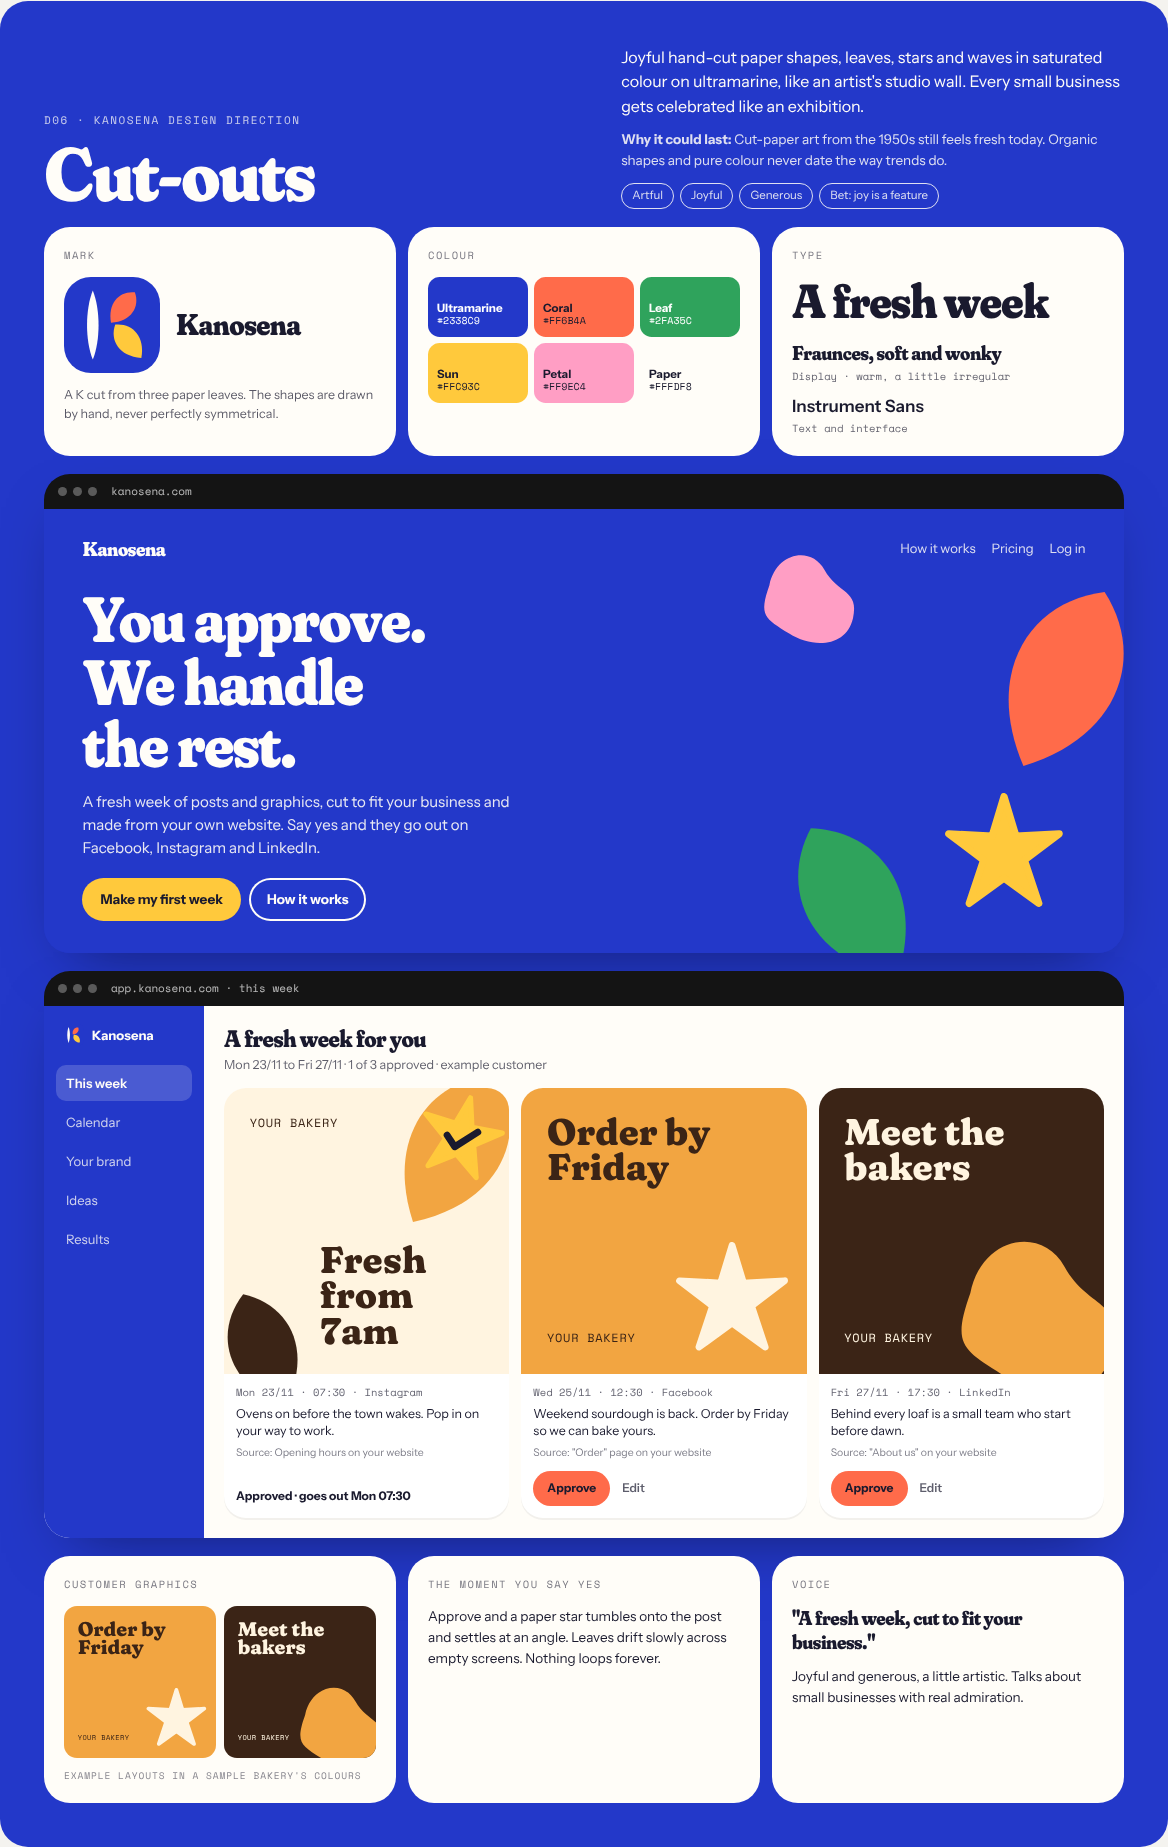 D06 · KANOSENA DESIGN DIRECTION
Cut-outs
Joyful hand-cut paper shapes, leaves, stars and waves in saturated
colour on ultramarine, like an artist's studio wall. Every small business
gets celebrated like an exhibition.
Why it could last: Cut-paper art from the 1950s still feels fresh today. Organic
shapes and pure colour never date the way trends do.
Artful
Joyful
Generous
Bet: joy is a feature
MARK
Kanosena
A K cut from three paper leaves. The shapes are drawn
by hand, never perfectly symmetrical.
COLOUR
Ultramarine
#2338C9
Coral
#FF6B4A
Leaf
#2FA35C
Sun
#FFC93C
Petal
#FF9EC4
Paper
#FFFDF8
TYPE
A fresh week
Fraunces, soft and wonky
Display · warm, a little irregular
Instrument Sans
Text and interface
kanosena.com
Kanosena
How it works
Pricing
Log in
You approve.
We handle
the rest.
A fresh week of posts and graphics, cut to fit your business and
made from your own website. Say yes and they go out on
Facebook, Instagram and LinkedIn.
Make my first week
How it works
app.kanosena.com · this week
Kanosena
This week
Calendar
Your brand
Ideas
Results
A fresh week for you
Mon 23/11 to Fri 27/11 · 1 of 3 approved · example customer
YOUR BAKERY
Fresh
from
7am
Mon 23/11 · 07:30 · Instagram
Ovens on before the town wakes. Pop in on
your way to work.
Source: Opening hours on your website
Approved · goes out Mon 07:30
Order by
Friday
YOUR BAKERY
Wed 25/11 · 12:30 · Facebook
Weekend sourdough is back. Order by Friday
so we can bake yours.
Source: "Order" page on your website
Approve
Edit
Meet the
bakers
YOUR BAKERY
Fri 27/11 · 17:30 · LinkedIn
Behind every loaf is a small team who start
before dawn.
Source: "About us" on your website
Approve
Edit
CUSTOMER GRAPHICS
Order by
Friday
YOUR BAKERY
Meet the
bakers
YOUR BAKERY
EXAMPLE LAYOUTS IN A SAMPLE BAKERY'S COLOURS
THE MOMENT YOU SAY YES
Approve and a paper star tumbles onto the post
and settles at an angle. Leaves drift slowly across
empty screens. Nothing loops forever.
VOICE
"A fresh week, cut to fit your
business."
Joyful and generous, a little artistic. Talks about
small businesses with real admiration.